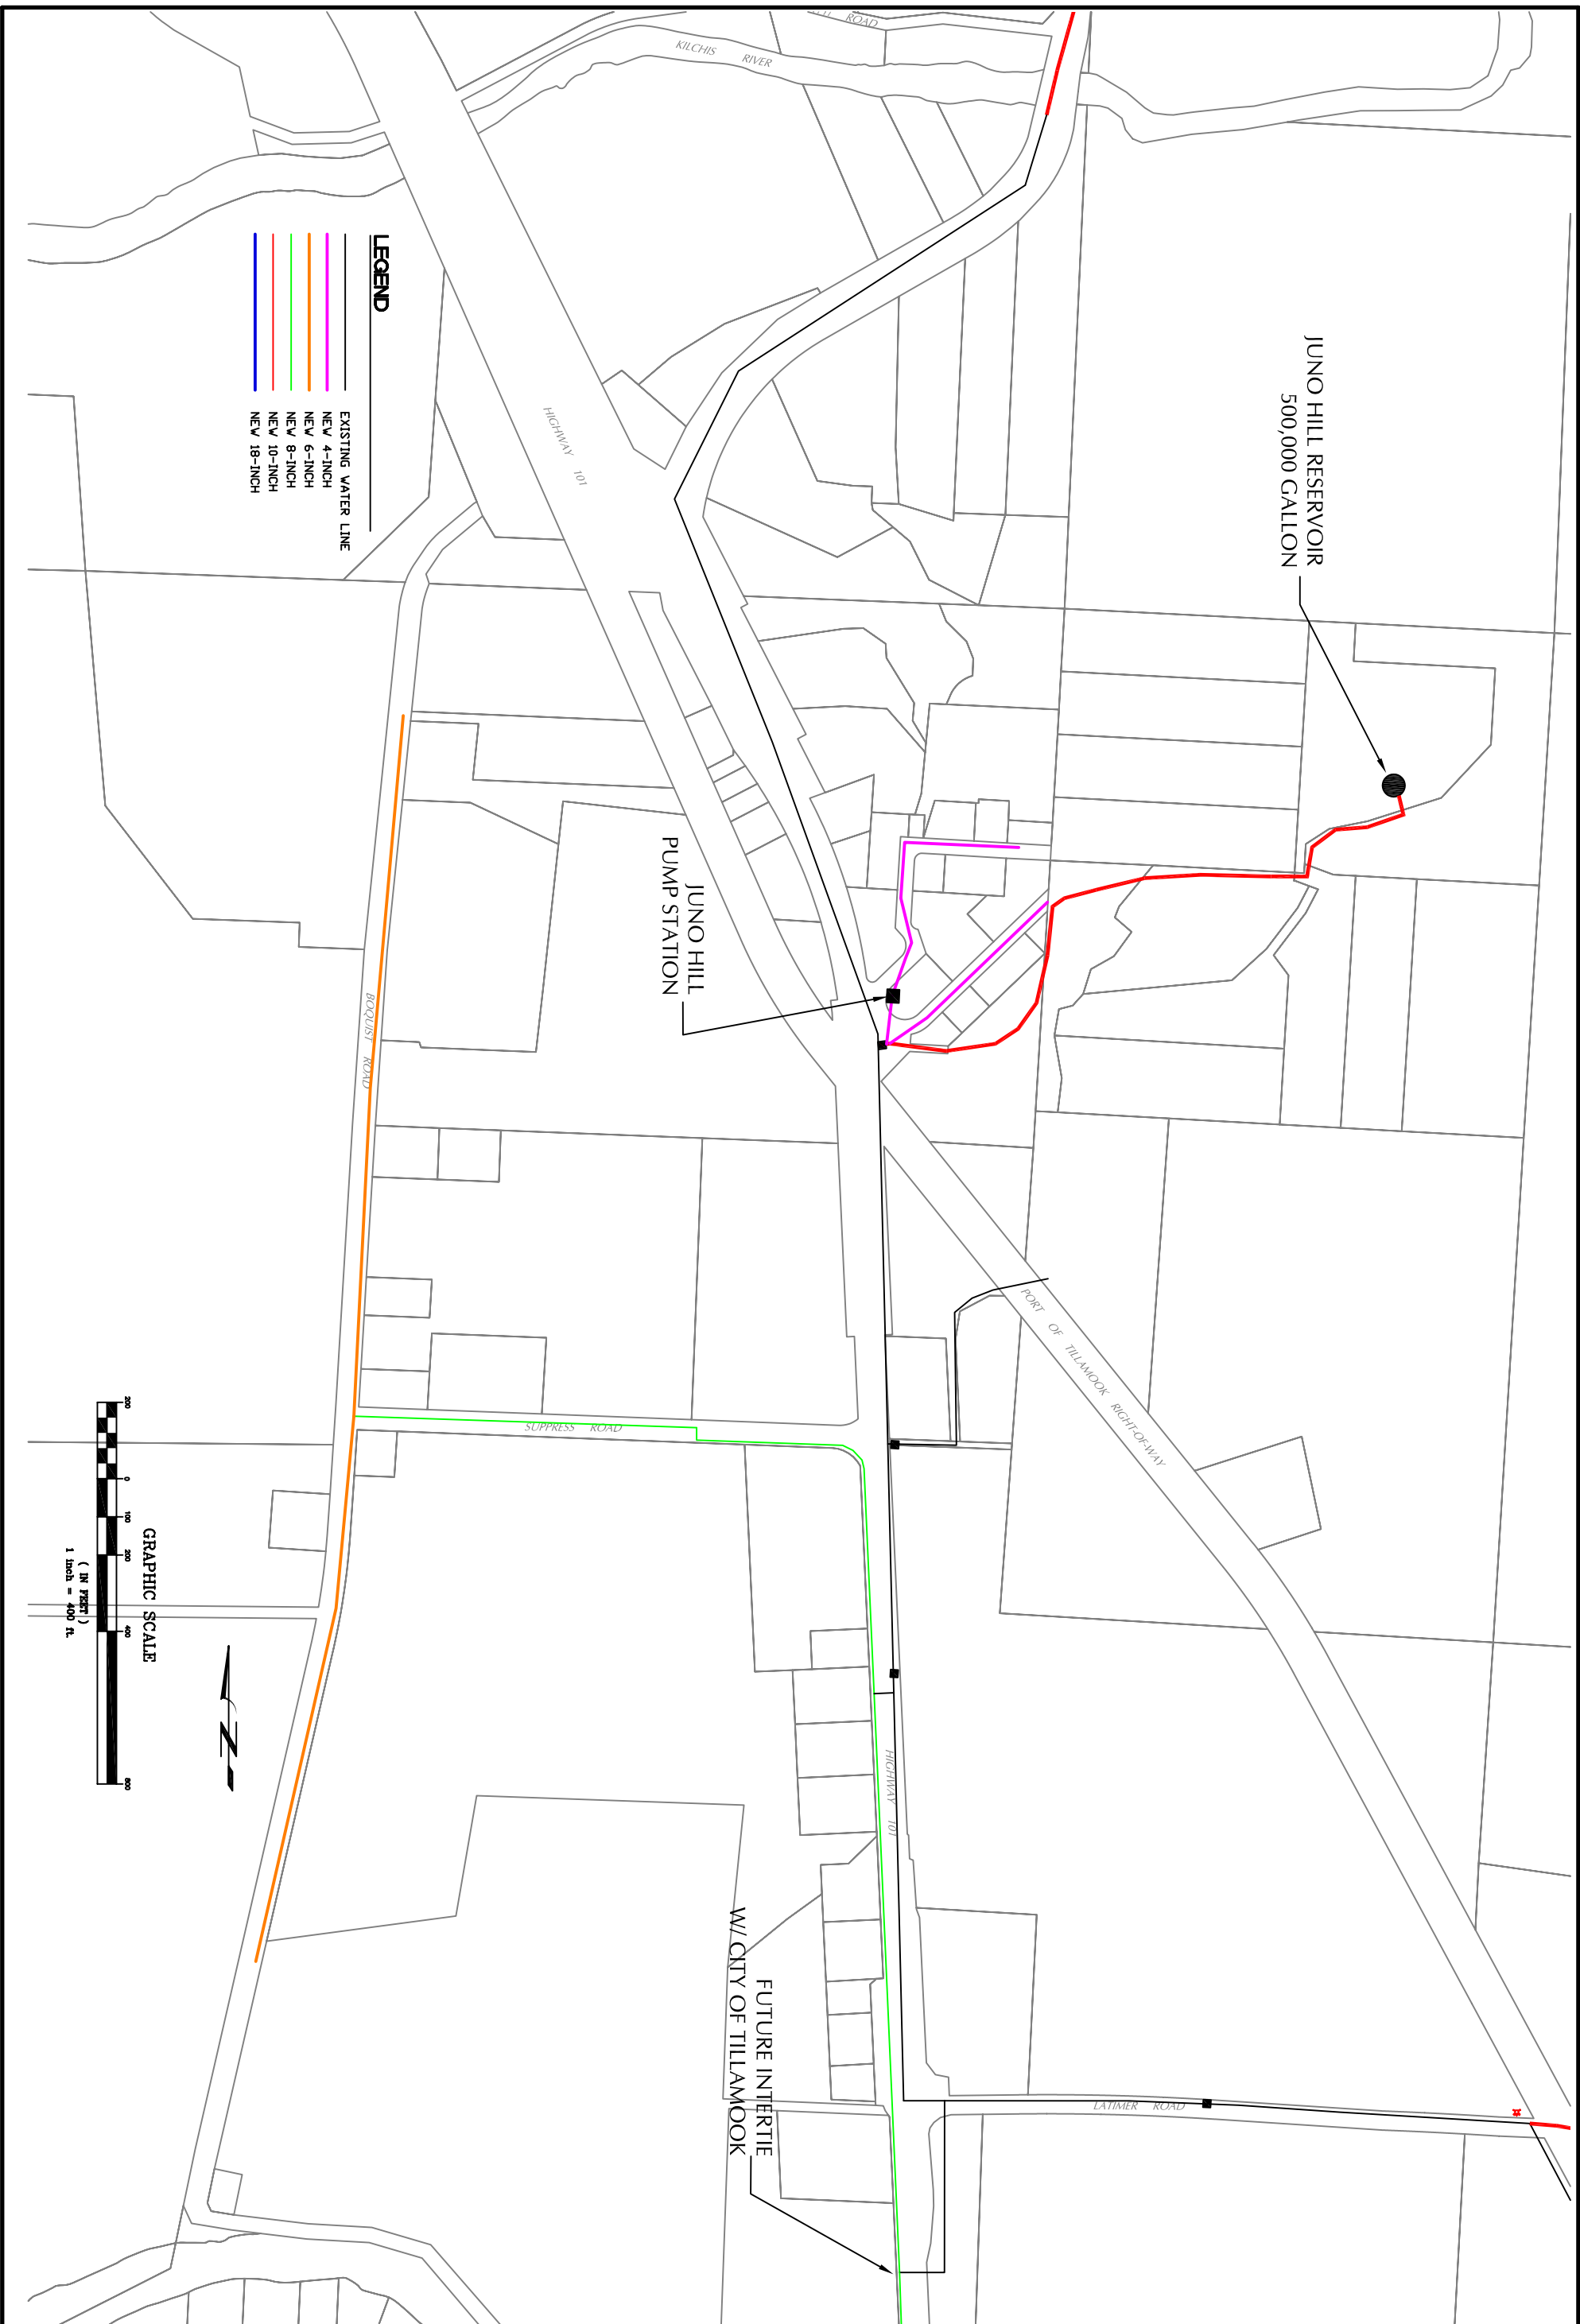 ROAD
KILCHIS RIVER
LEGEND
EXISTING WATER LINE
NEW 4-INCH
NEW 6-INCH
NEW 8-INCH
NEW 10-INCH
NEW 18-INCH
JUNO HILL RESERVOIR
500,000 GALLON
HIGHWAY 101
JUNO HILL
PUMP STATION
BOQUIST ROAD
PORT OF TILLAMOOK RIGHT-OF-WAY
SUPPRESS ROAD
GRAPHIC SCALE
200 0 100 200 400 800
( IN FEET )
1 inch = 400 ft.
N
HIGHWAY 101
FUTURE INTERTIE
W/ CITY OF TILLAMOOK
LATIMER ROAD